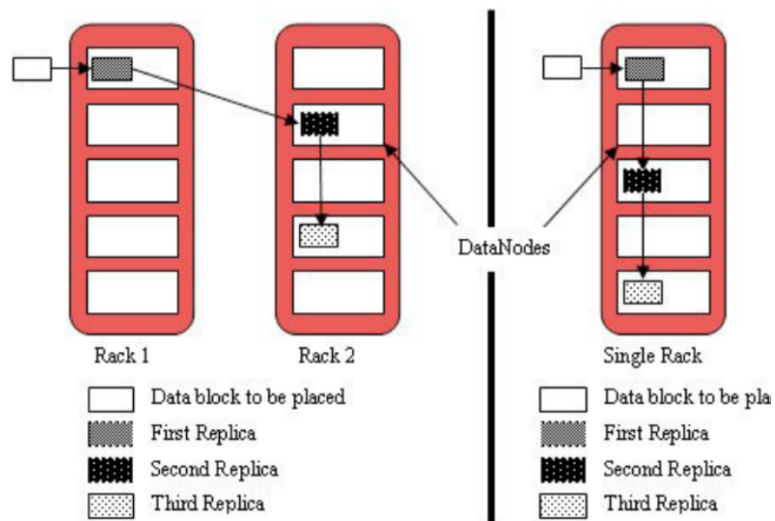 DataNodes
Rack 1
Rack 2
Data block to be placed
First Replica
Second Replica
Third Replica
Single Rack
Data block to be pla
First Replica
Second Replica
Third Replica